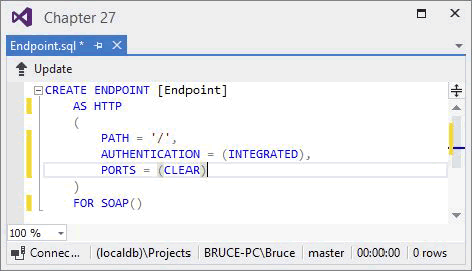 Chapter 27
Endpoint.sql *
Update
CREATE ENDPOINT [Endpoint]
AS HTTP
(
PATH = '/',
AUTHENTICATION = (INTEGRATED),
PORTS = (CLEAR)
)
FOR SOAP()
100 %
Connec... (localdb)\Projects BRUCE-PC\Bruce master 00:00:00 0 rows